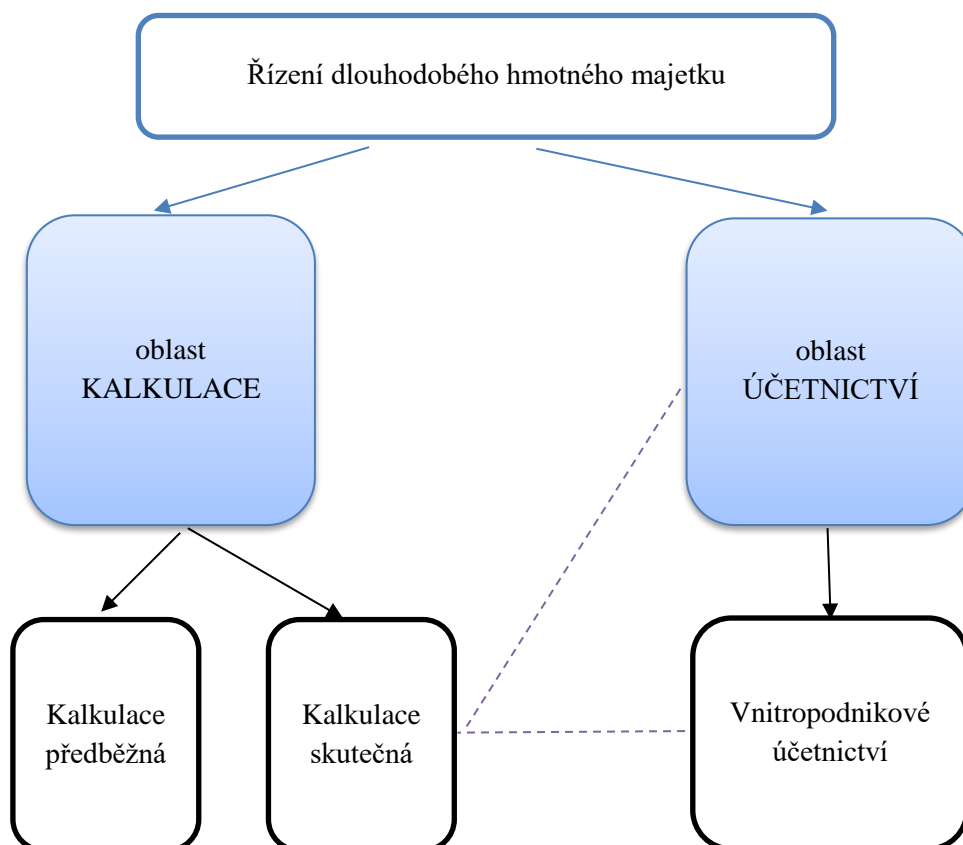 Řízení dlouhodobého hmotného majetku
oblast
KALKULACE
oblast
ÚČETNICTVÍ
Kalkulace
předběžná
Kalkulace
skutečná
Vnitropodnikové
účetnictví